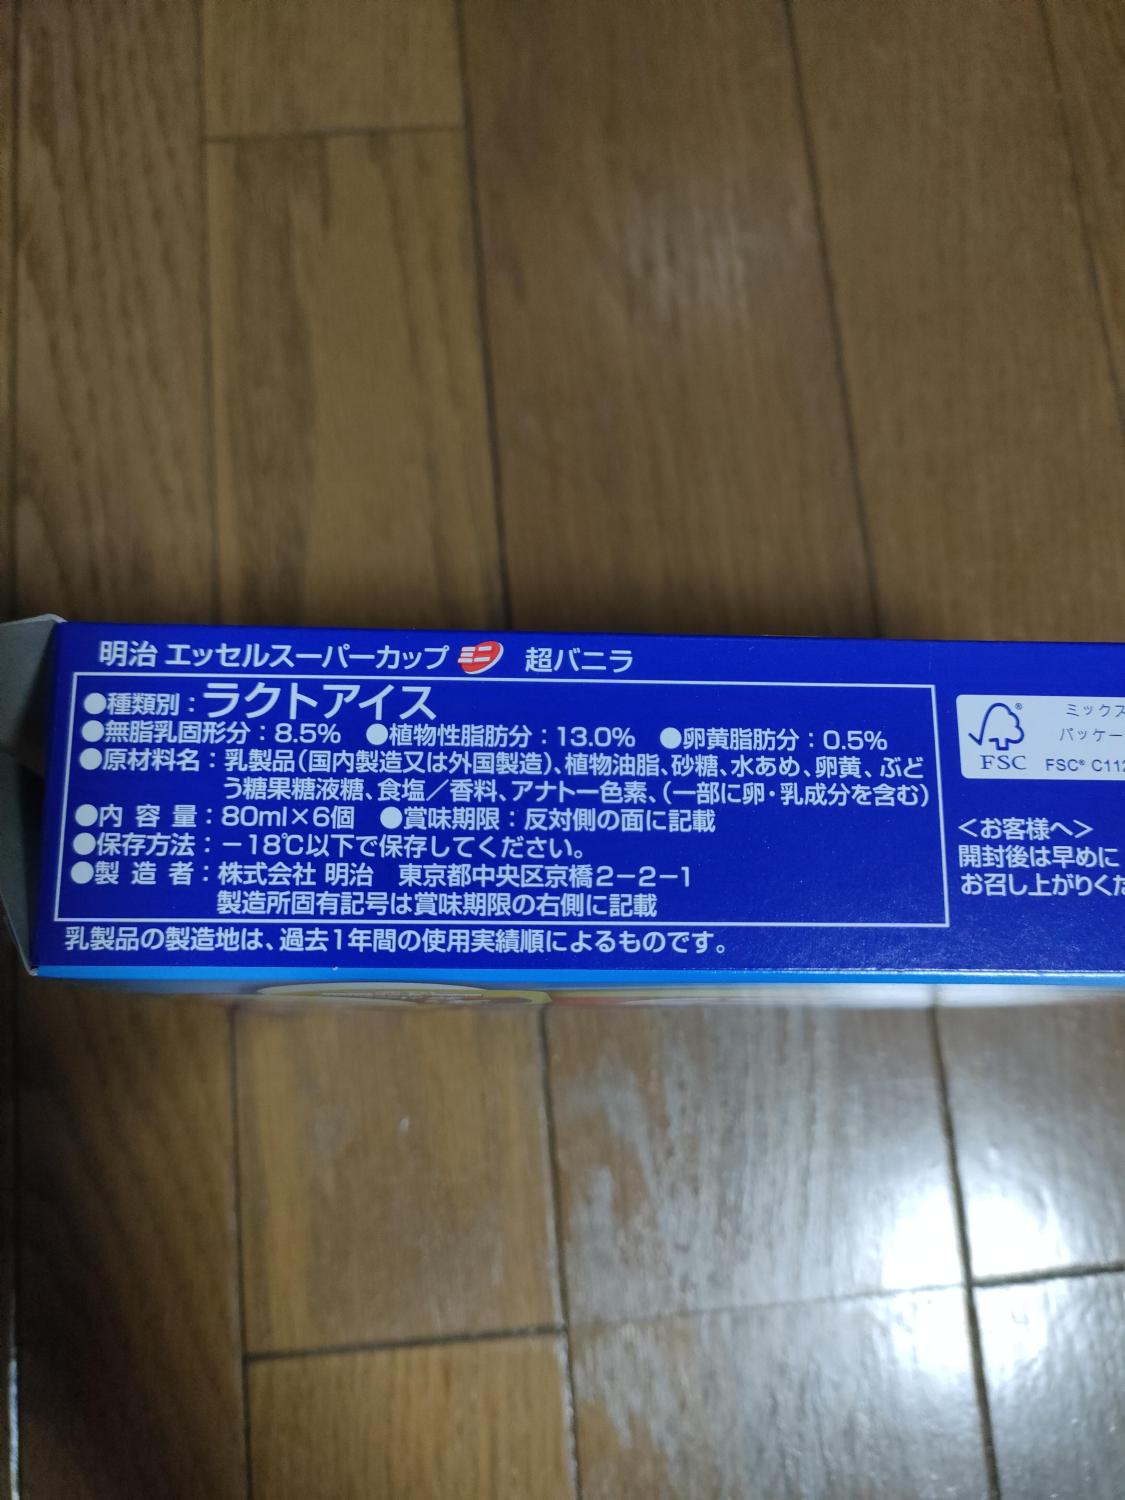 明治 エッセルスーパーカップ ミニ 超バニラ
●種類別：ラクトアイス
●無脂乳固形分：8.5% ●植物性脂肪分：13.0% ●卵黄脂肪分：0.5%
●原材料名：乳製品（国内製造又は外国製造）、植物油脂、砂糖、水あめ、卵黄、ぶど
う糖果糖液糖、食塩／香料、アナトー色素、（一部に卵・乳成分を含む）
●内容量：80ml×6個 ●賞味期限：反対側の面に記載
●保存方法：－18℃以下で保存してください。
●製造者：株式会社 明治 東京都中央区京橋2－2－1
製造所固有記号は賞味期限の右側に記載
乳製品の製造地は、過去1年間の使用実績順によるものです。
ミックス
パッケー
FSC
FSC® C112
＜お客様へ＞
開封後は早めに
お召し上がりくだ